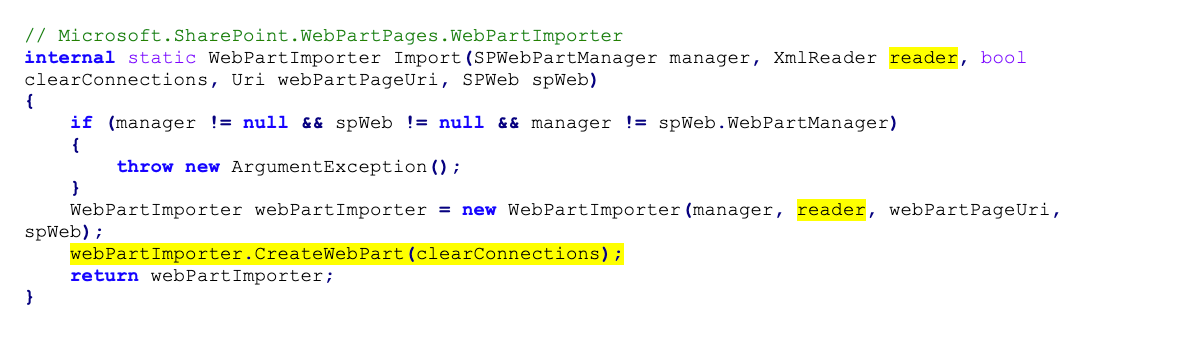 // Microsoft.SharePoint.WebPartPages.WebPartImporter
internal static WebPartImporter Import(SPWebPartManager manager, XmlReader reader, bool
clearConnections, Uri webPartPageUri, SPWeb spWeb)
{
    if (manager != null && spWeb != null && manager != spWeb.WebPartManager)
    {
        throw new ArgumentException();
    }
    WebPartImporter webPartImporter = new WebPartImporter(manager, reader, webPartPageUri,
spWeb);
    webPartImporter.CreateWebPart(clearConnections);
    return webPartImporter;
}